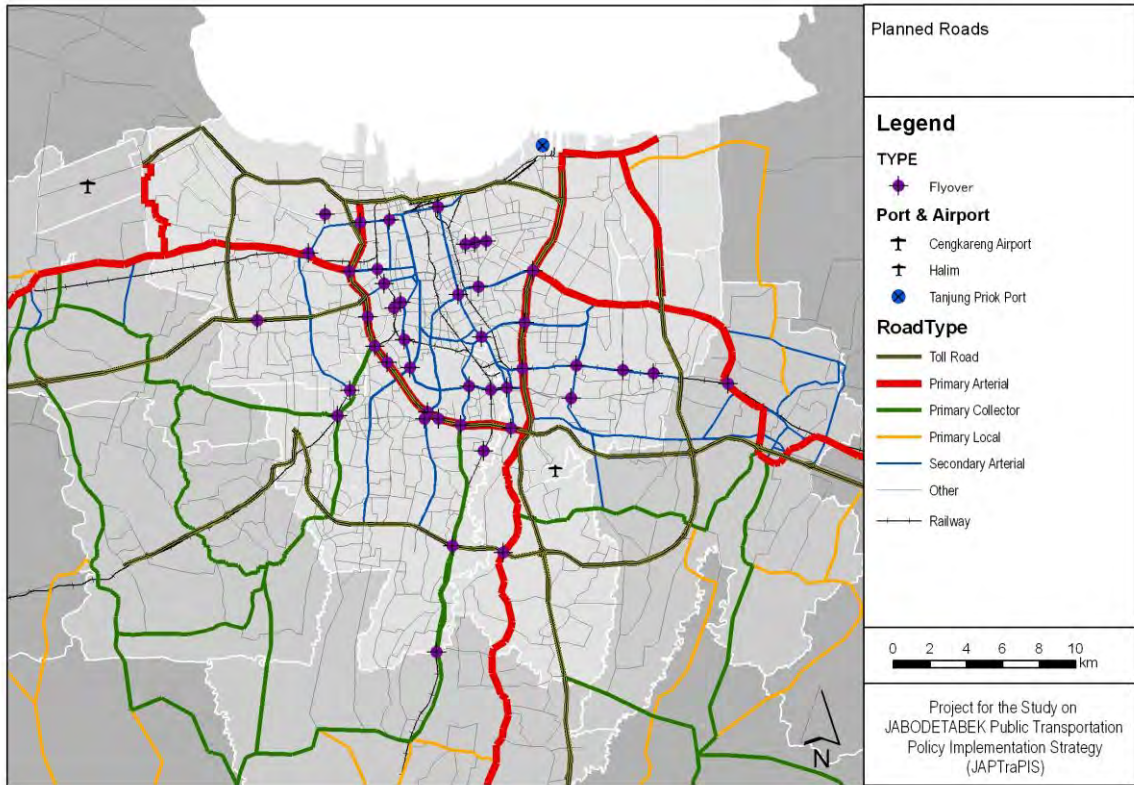 Planned Roads
Legend
TYPE
Flyover
Port & Airport
Cengkareng Airport
Halim
Tanjung Priok Port
RoadType
Toll Road
Primary Arterial
Primary Collector
Primary Local
Secondary Arterial
Other
Railway
0 2 4 6 8 10
km
N
Project for the Study on
JABODETABEK Public Transportation
Policy Implementation Strategy
(JAPTraPIS)